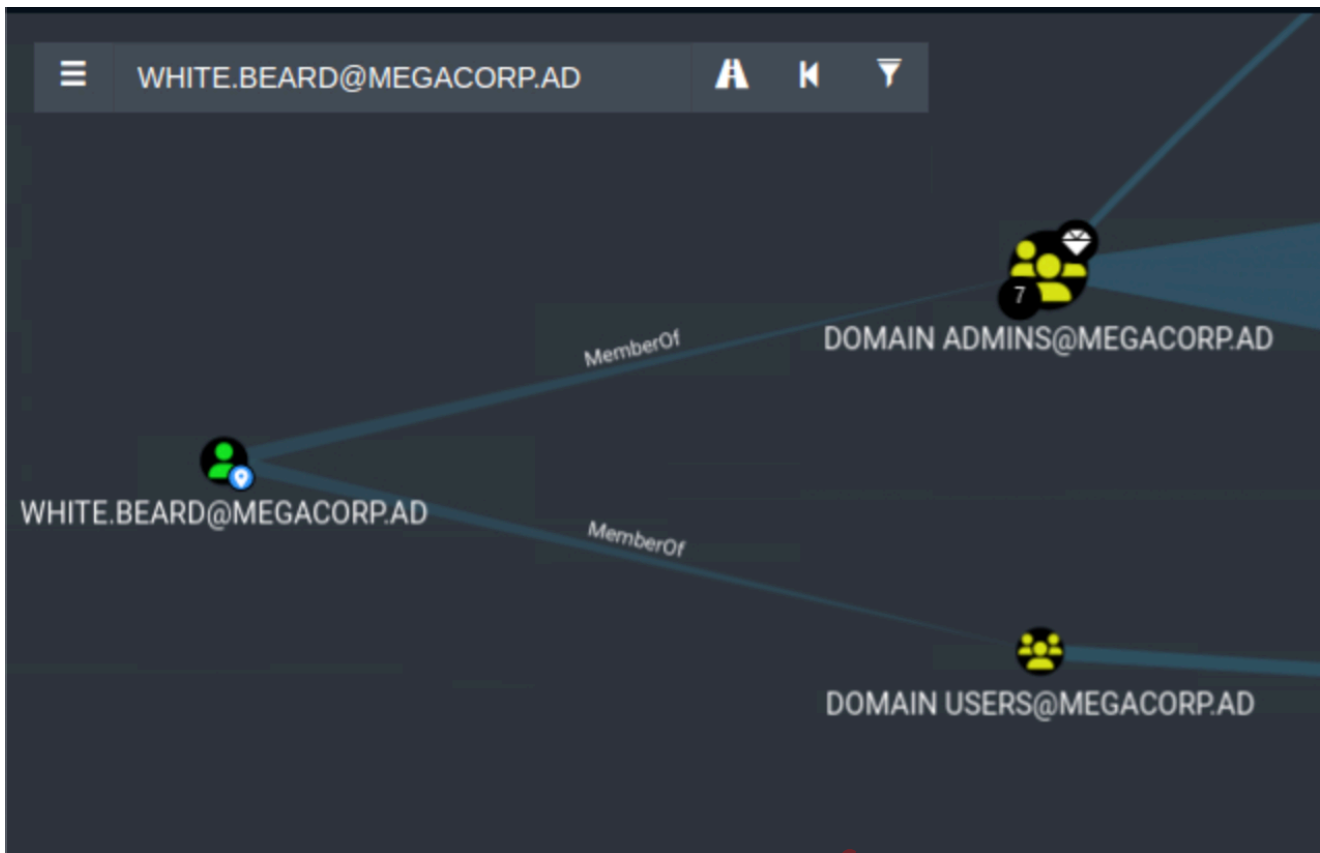 WHITE.BEARD@MEGACORP.AD
7
DOMAIN ADMINS@MEGACORP.AD
MemberOf
WHITE.BEARD@MEGACORP.AD
MemberOf
DOMAIN USERS@MEGACORP.AD